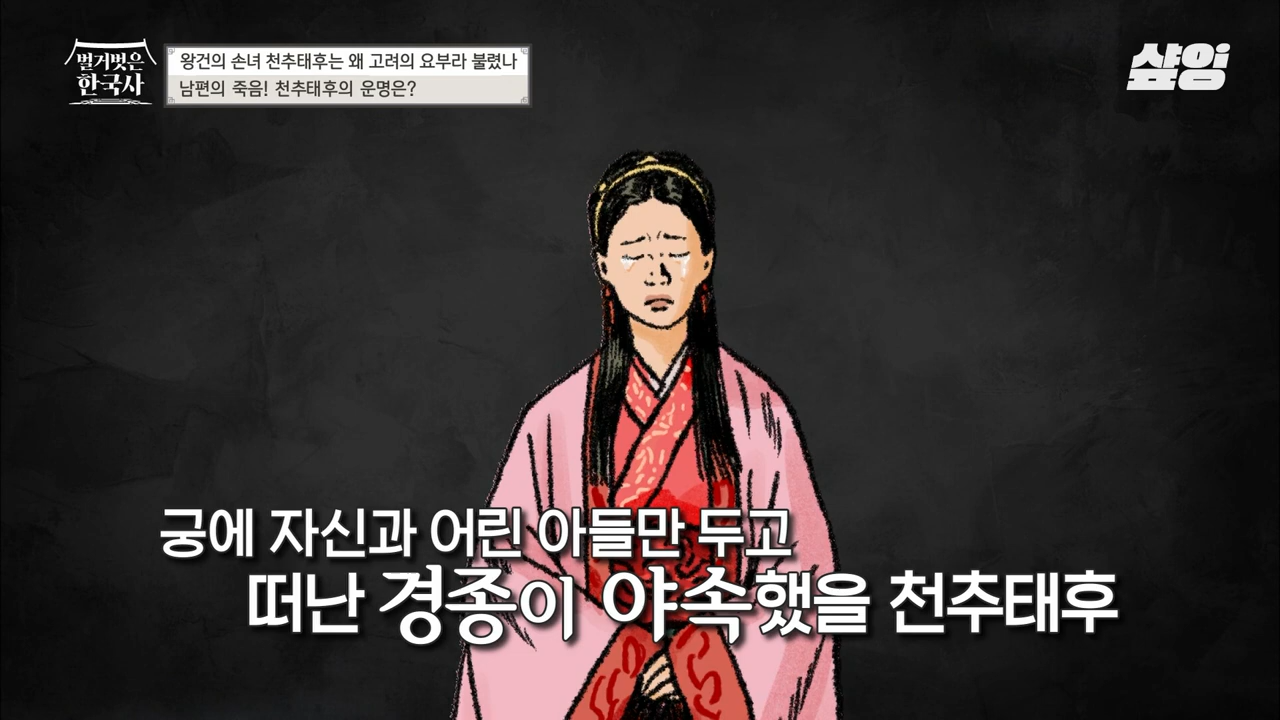 벌거벗은
한국사
왕건의 손녀 천추태후는 왜 고려의 요부라 불렸나
남편의 죽음! 천추태후의 운명은?
샾잉
궁에 자신과 어린 아들만 두고
떠난 경종이 야속했을 천추태후